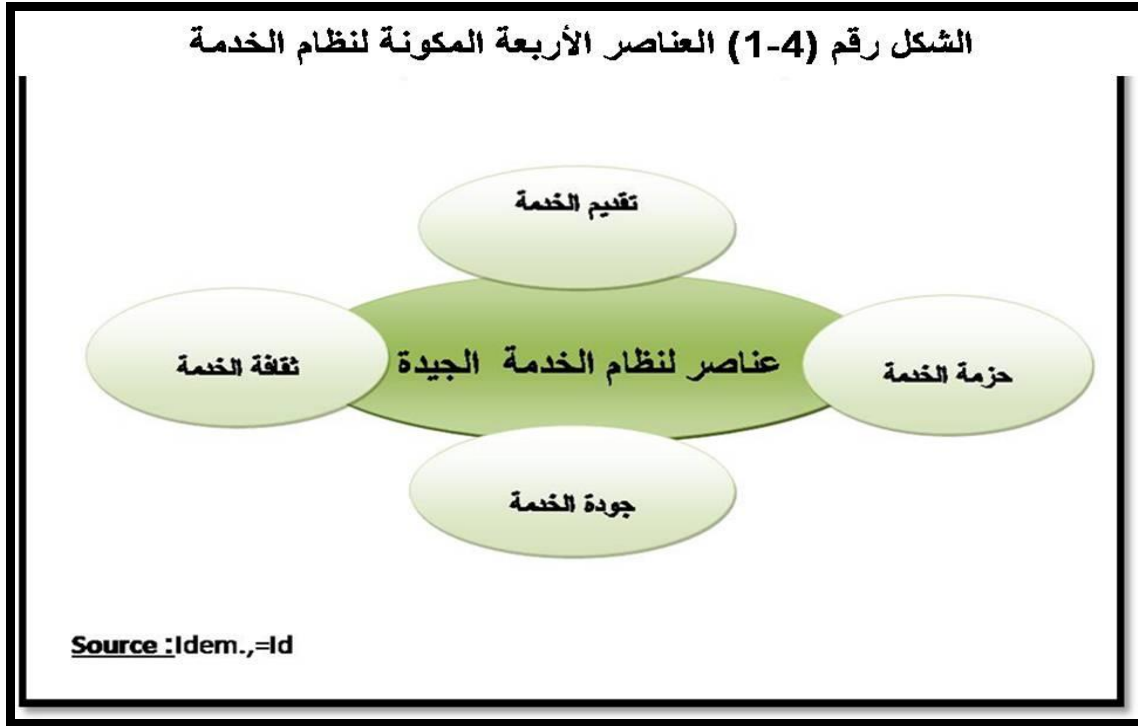 الشكل رقم (4-1) العناصر الأربعة المكونة لنظام الخدمة
تقديم الخدمة
حزمة الخدمة
عناصر لنظام الخدمة الجيدة
ثقافة الخدمة
جودة الخدمة
Source :Idem.,=Id